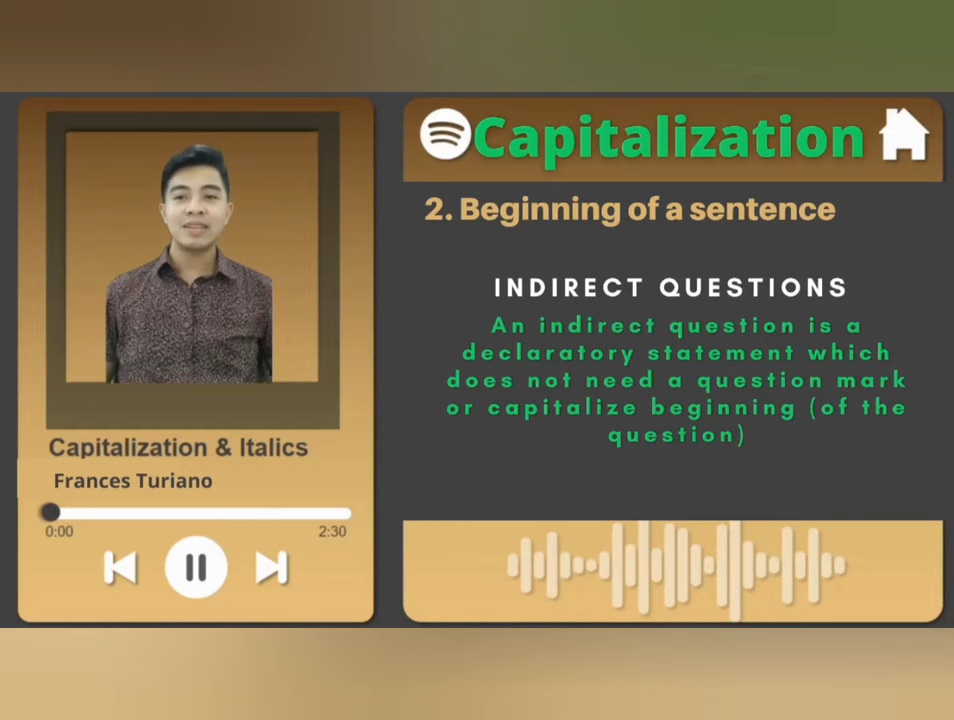 Capitalization
2. Beginning of a sentence
INDIRECT QUESTIONS
An indirect question is a
declaratory statement which
does not need a question mark
or capitalize beginning (of the
question)
Capitalization & Italics
Frances Turiano
0:00 2:30